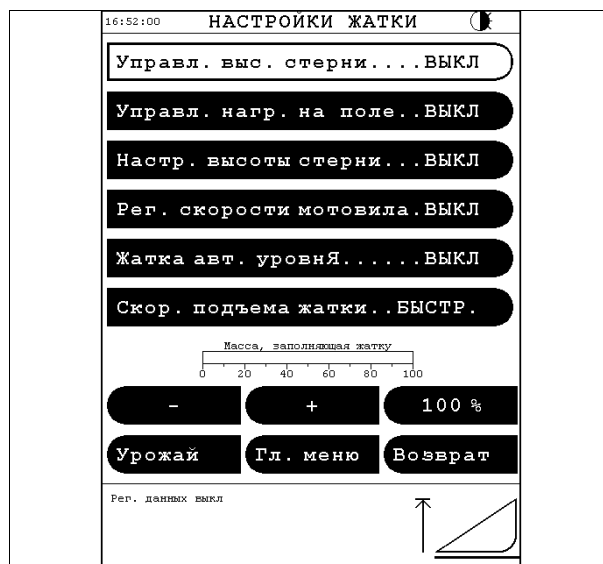 16:52:00 НАСТРОЙКИ ЖАТКИ
Управл. выс. стерни....ВЫКЛ
Управл. нагр. на поле..ВЫКЛ
Настр. высоты стерни...ВЫКЛ
Рег. скорости мотовила.ВЫКЛ
Жатка авт. уровнЯ......ВЫКЛ
Скор. подъема жатки..БЫСТР.
Масса, заполняющая жатку
0 20 40 60 80 100
- + 100 %
Урожай Гл. меню Возврат
Рег. данных выкл